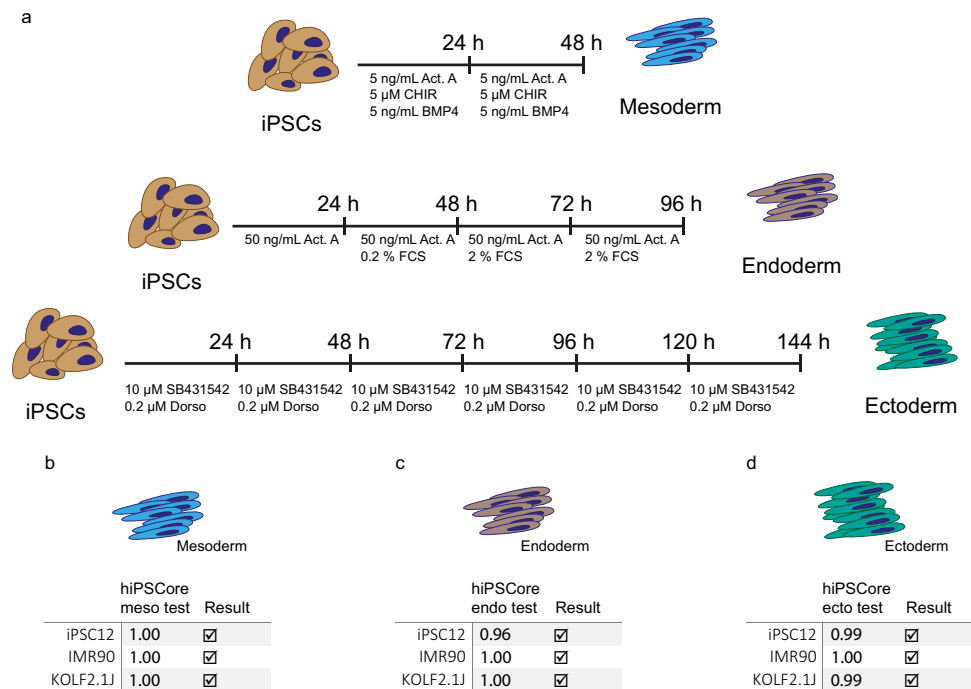 a
24 h 48 h
5 ng/mL Act. A 5 ng/mL Act. A
5 µM CHIR 5 µM CHIR
5 ng/mL BMP4 5 ng/mL BMP4
iPSCs Mesoderm
24 h 48 h 72 h 96 h
50 ng/mL Act. A 50 ng/mL Act. A 50 ng/mL Act. A 50 ng/mL Act. A
0.2 % FCS 2 % FCS 2 % FCS
iPSCs Endoderm
24 h 48 h 72 h 96 h 120 h 144 h
10 µM SB431542 10 µM SB431542 10 µM SB431542 10 µM SB431542 10 µM SB431542 10 µM SB431542
0.2 µM Dorso 0.2 µM Dorso 0.2 µM Dorso 0.2 µM Dorso 0.2 µM Dorso 0.2 µM Dorso
iPSCs Ectoderm
b
Mesoderm
hiPSCore
meso test Result
iPSC12 1.00 ☑
IMR90 1.00 ☑
KOLF2.1J 1.00 ☑
c
Endoderm
hiPSCore
endo test Result
iPSC12 0.96 ☑
IMR90 1.00 ☑
KOLF2.1J 1.00 ☑
d
Ectoderm
hiPSCore
ecto test Result
iPSC12 0.99 ☑
IMR90 1.00 ☑
KOLF2.1J 0.99 ☑